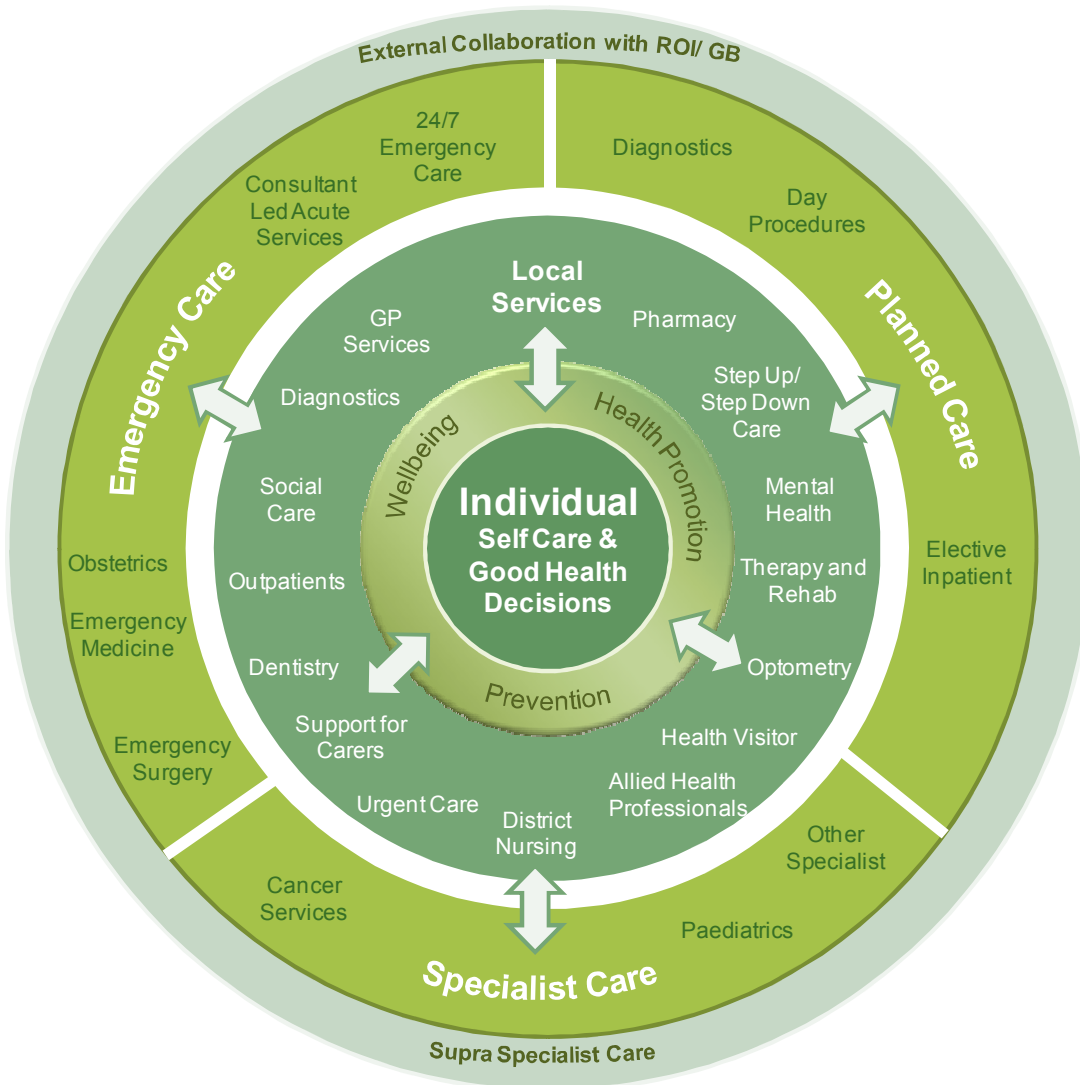 External Collaboration with ROI/ GB
24/7
Emergency
Care
Consultant
Led Acute
Services
Emergency Care
Obstetrics
Emergency
Medicine
Emergency
Surgery
Diagnostics
Day
Procedures
Planned Care
Elective
Inpatient
Local
Services
GP
Services
Diagnostics
Social
Care
Outpatients
Dentistry
Support for
Carers
Urgent Care
District
Nursing
Pharmacy
Step Up/
Step Down
Care
Mental
Health
Therapy and
Rehab
Optometry
Health Visitor
Allied Health
Professionals
Wellbeing
Health Promotion
Prevention
Individual
Self Care &
Good Health
Decisions
Cancer
Services
Specialist Care
Paediatrics
Other
Specialist
Supra Specialist Care